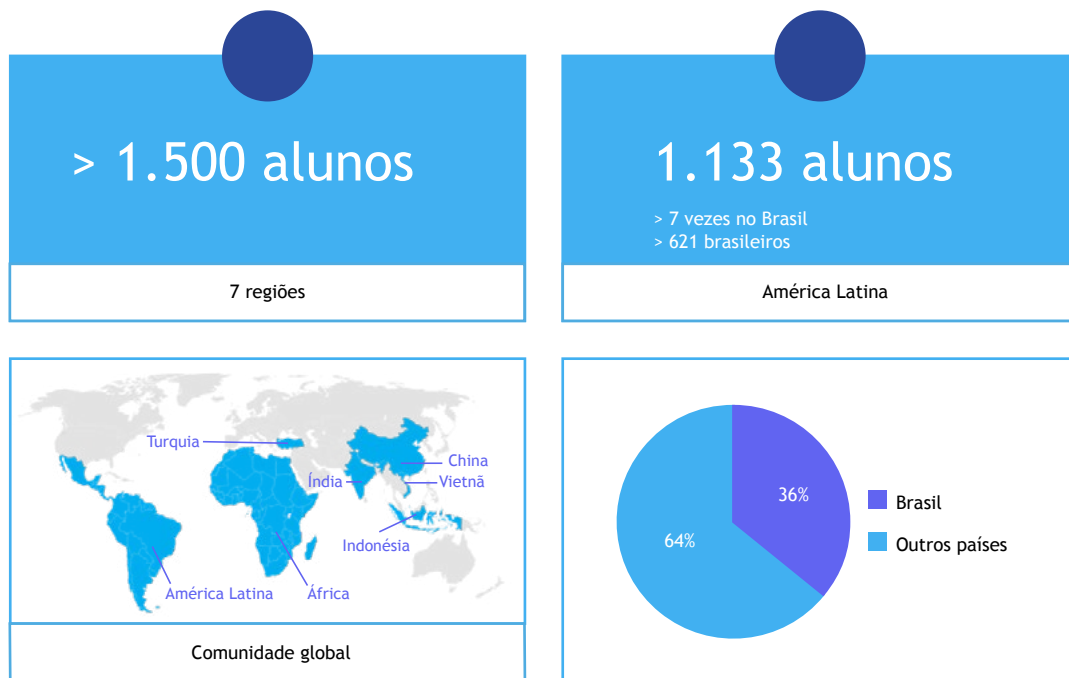 > 1.500 alunos
7 regiões
1.133 alunos
> 7 vezes no Brasil
> 621 brasileiros
América Latina
Turquia
China
Índia
Vietnã
Indonésia
América Latina
África
Comunidade global
36%
64%
Brasil
Outros países